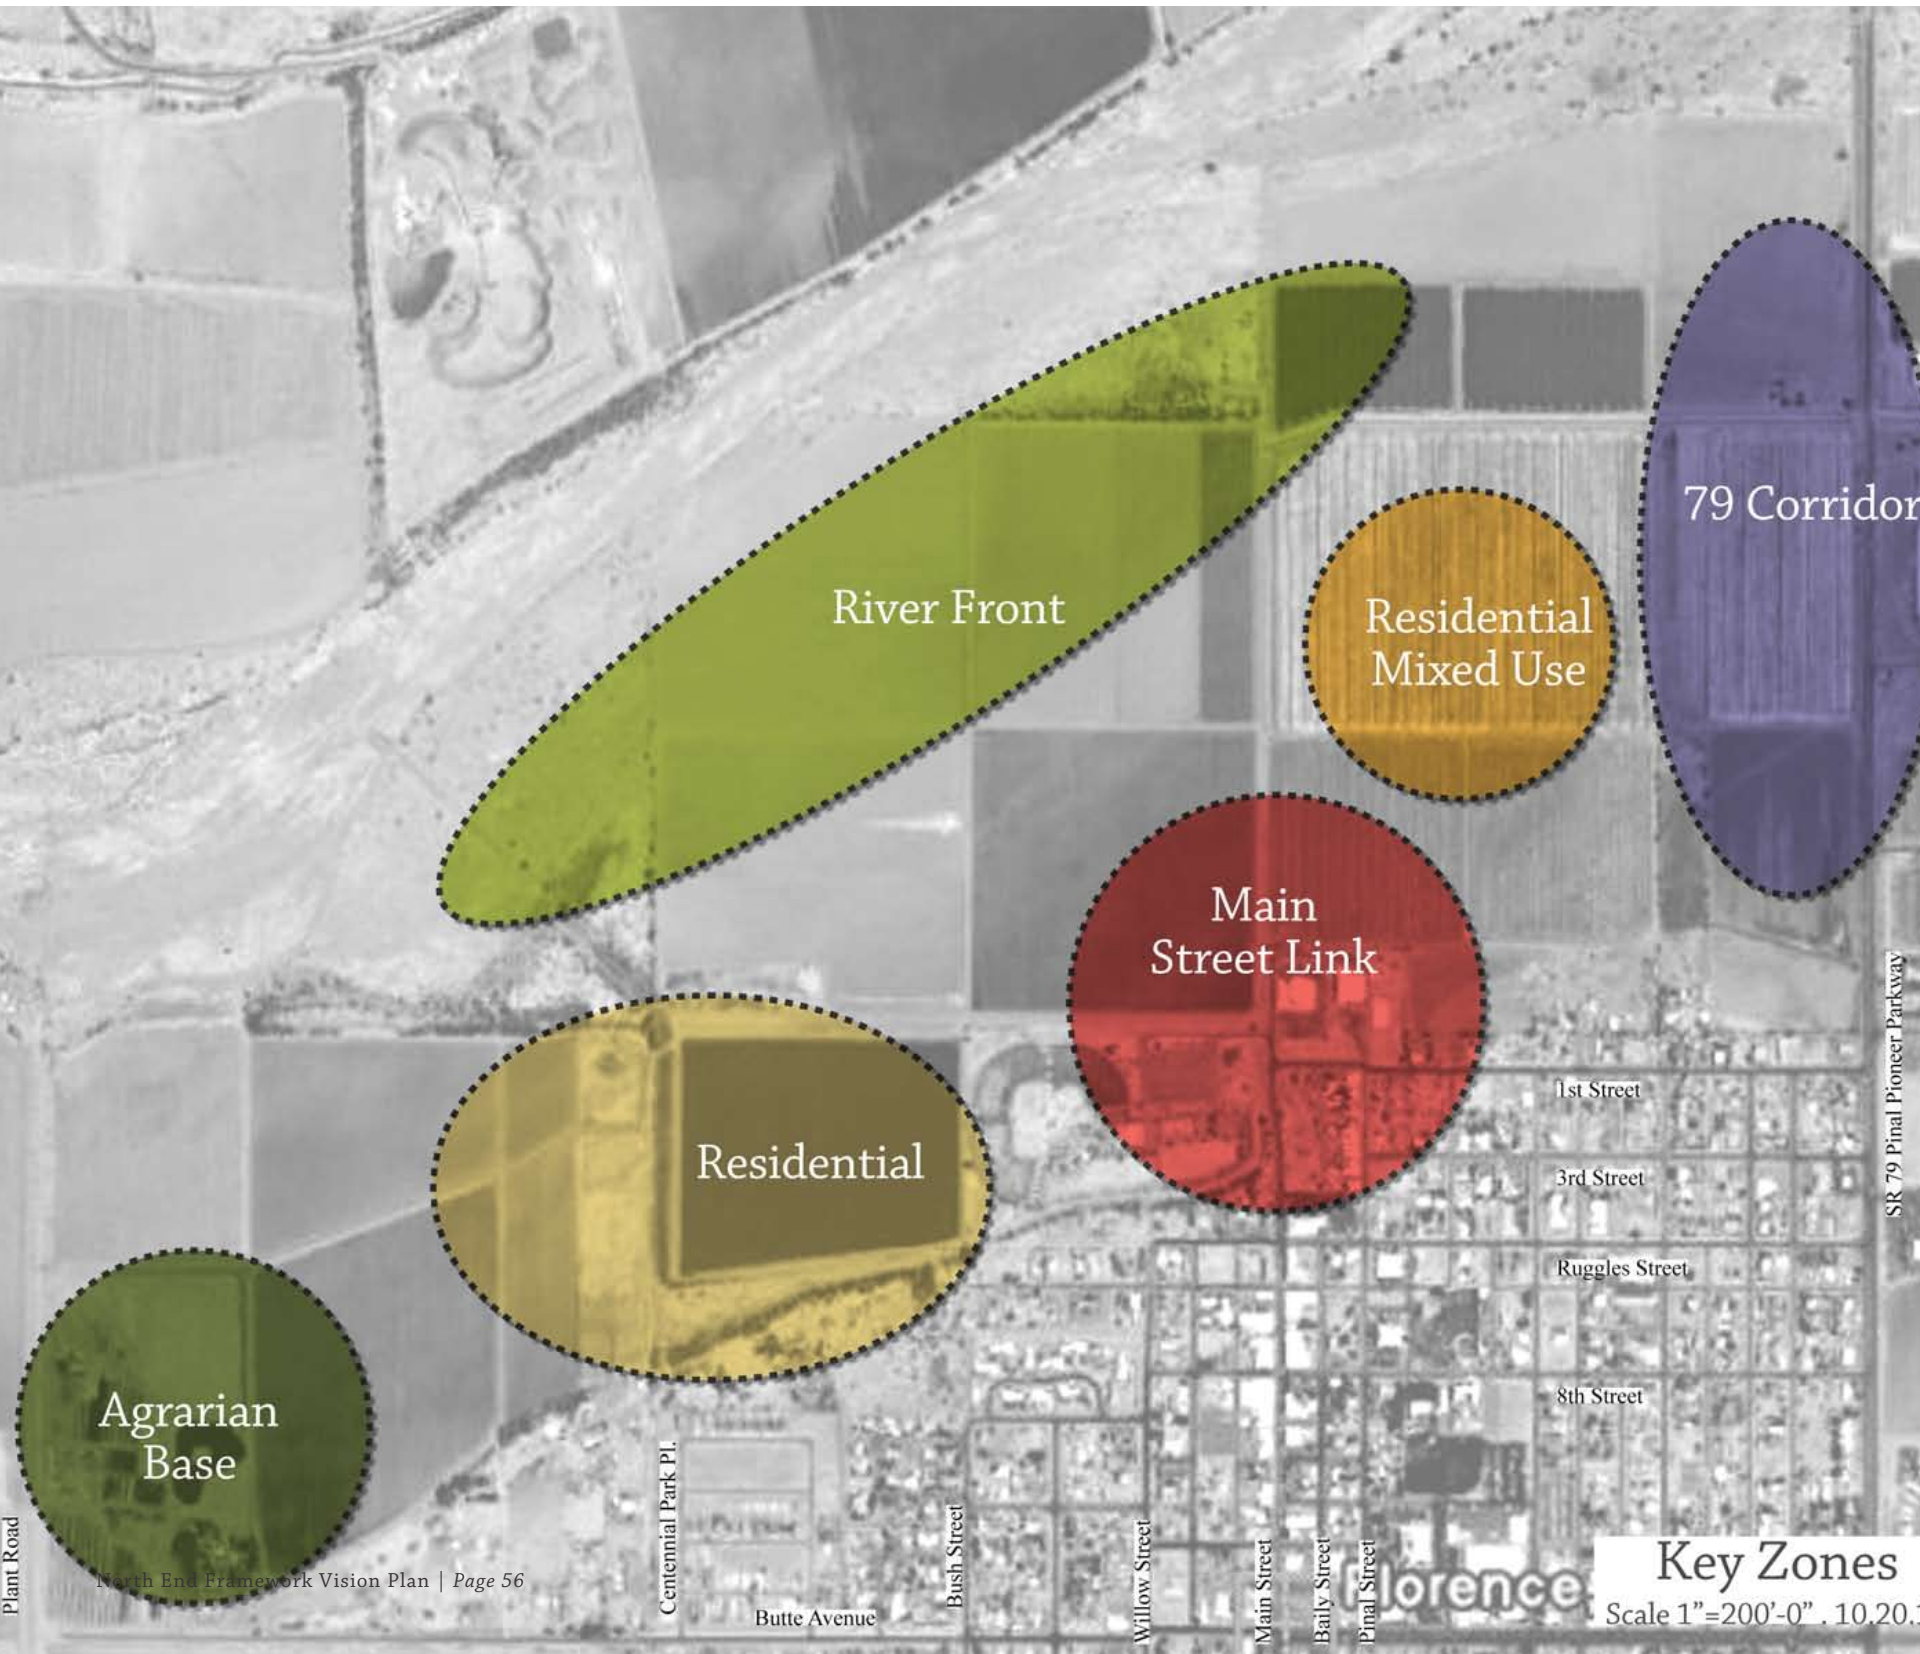 79 Corridor
River Front
Residential
Mixed Use
Main
Street Link
SR 79 Pinal Pioneer Parkway
1st Street
3rd Street
Residential
Ruggles Street
8th Street
Agrarian
Base
Plant Road
Centennial Park Pl.
Bush Street
Willow Street
Main Street
Baily Street
Pinal Street
Florence
Key Zones
Scale 1”=200’-0” . 10.20.
North End Framework Vision Plan | Page 56
Butte Avenue